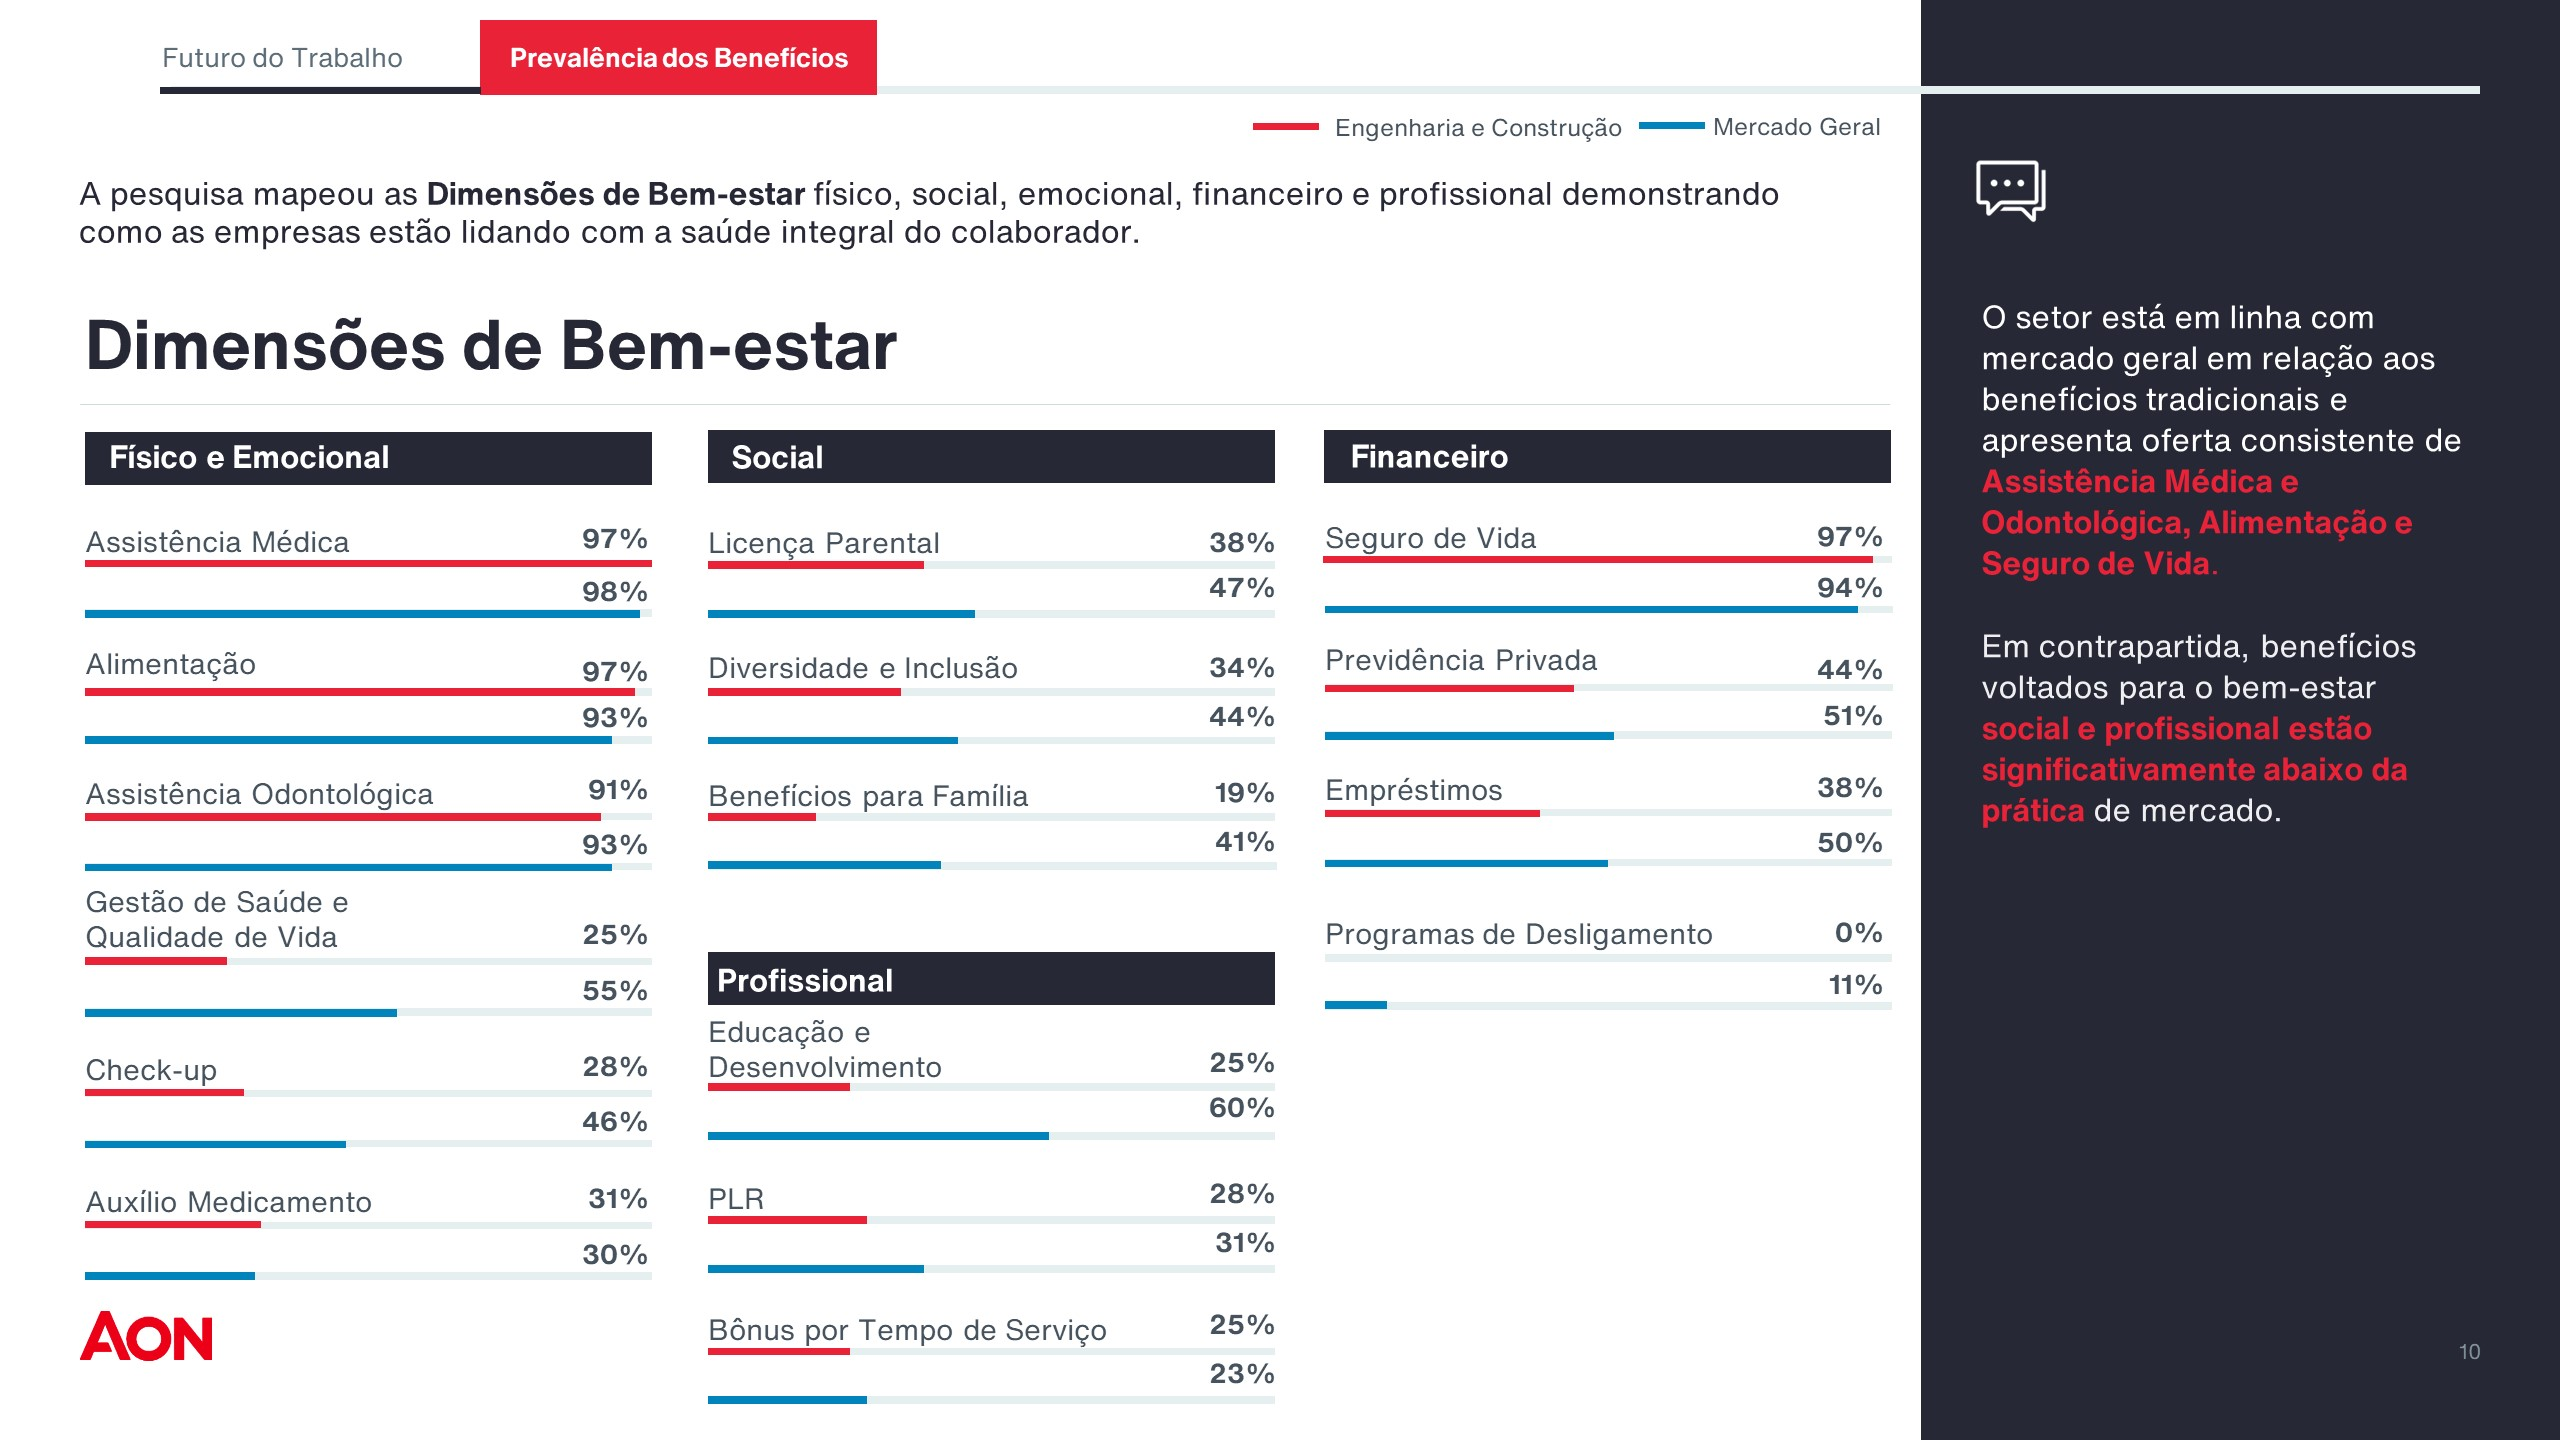 Futuro do Trabalho
Prevalência dos Benefícios
Engenharia e Construção
Mercado Geral
A pesquisa mapeou as Dimensões de Bem-estar físico, social, emocional, financeiro e profissional demonstrando
como as empresas estão lidando com a saúde integral do colaborador.
Dimensões de Bem-estar
Físico e Emocional
Assistência Médica
97%
98%
Alimentação
97%
93%
Assistência Odontológica
91%
93%
Gestão de Saúde e
Qualidade de Vida
25%
55%
Check-up
28%
46%
Auxílio Medicamento
31%
30%
Social
Licença Parental
38%
47%
Diversidade e Inclusão
34%
44%
Benefícios para Família
19%
41%
Profissional
Educação e
Desenvolvimento
25%
60%
PLR
28%
31%
Bônus por Tempo de Serviço
25%
23%
Financeiro
Seguro de Vida
97%
94%
Previdência Privada
44%
51%
Empréstimos
38%
50%
Programas de Desligamento
0%
11%
O setor está em linha com
mercado geral em relação aos
benefícios tradicionais e
apresenta oferta consistente de
Assistência Médica e
Odontológica, Alimentação e
Seguro de Vida.
Em contrapartida, benefícios
voltados para o bem-estar
social e profissional estão
significativamente abaixo da
prática de mercado.
AON
10